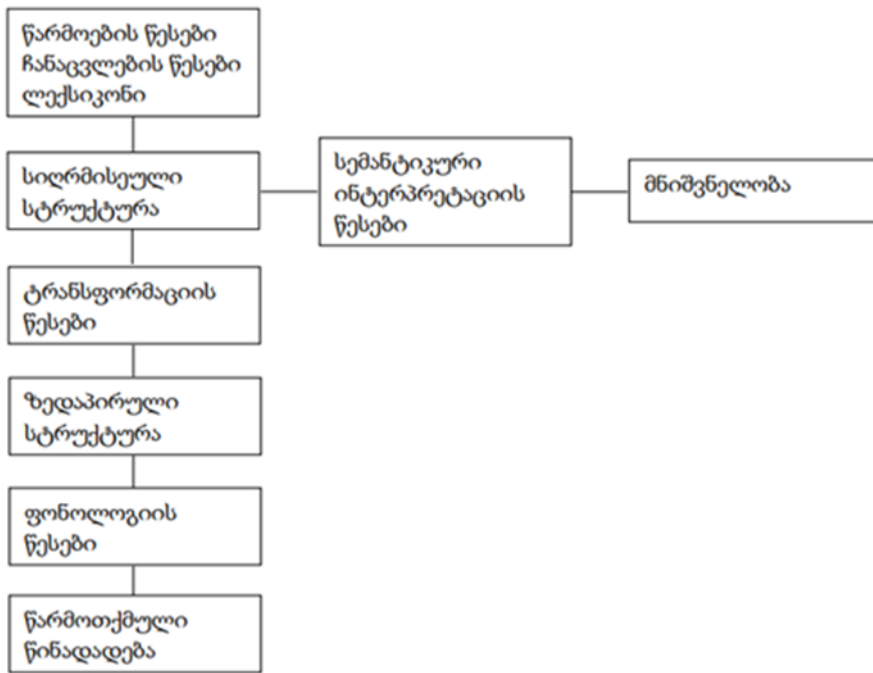 წარმოების წესები
ჩანაცვლების წესები
ლექსიკონი
სიღრმისეული
სტრუქტურა
სემანტიკური
ინტერპრეტაციის
წესები
მნიშვნელობა
ტრანსფორმაციის
წესები
ზედაპირული
სტრუქტურა
ფონოლოგიის
წესები
წარმოთქმული
წინადადება